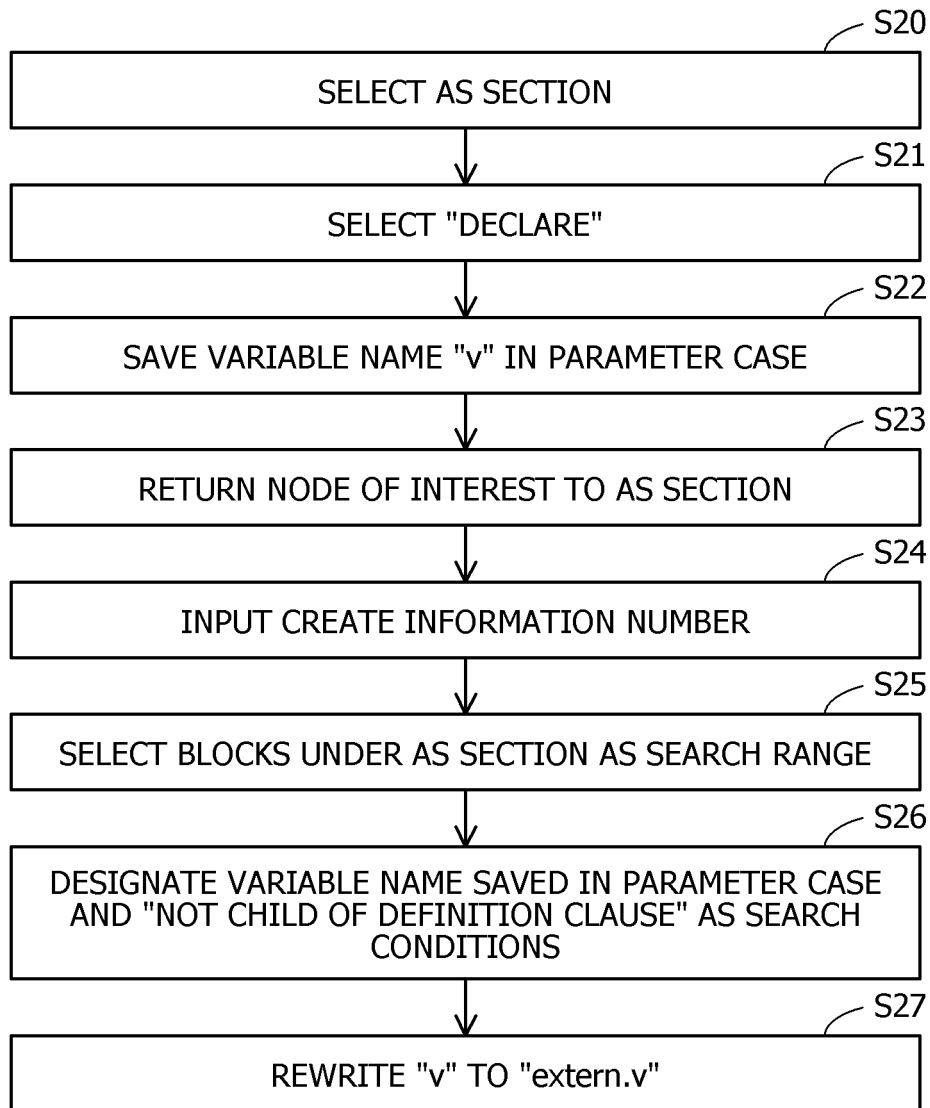 S20
SELECT AS SECTION
S21
SELECT "DECLARE"
S22
SAVE VARIABLE NAME "v" IN PARAMETER CASE
S23
RETURN NODE OF INTEREST TO AS SECTION
S24
INPUT CREATE INFORMATION NUMBER
S25
SELECT BLOCKS UNDER AS SECTION AS SEARCH RANGE
S26
DESIGNATE VARIABLE NAME SAVED IN PARAMETER CASE
AND "NOT CHILD OF DEFINITION CLAUSE" AS SEARCH
CONDITIONS
S27
REWRITE "v" TO "extern.v"